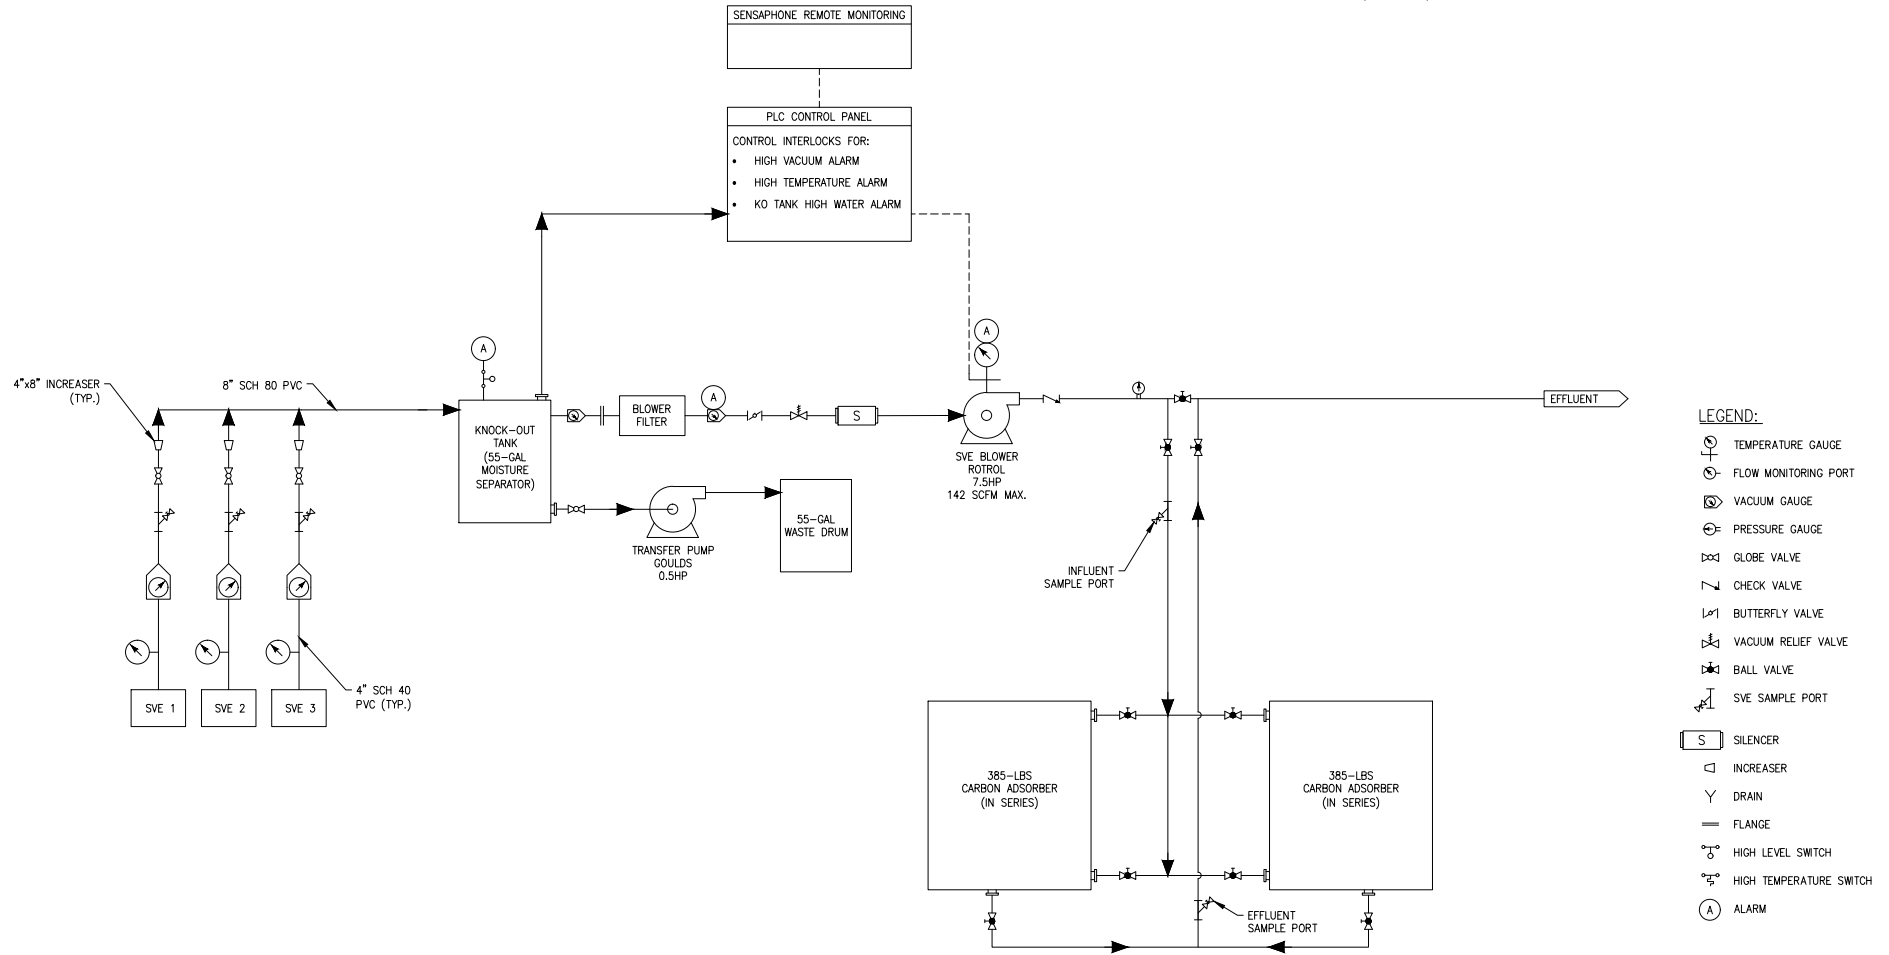 SENSAPHONE REMOTE MONITORING
PLC CONTROL PANEL
CONTROL INTERLOCKS FOR:
• HIGH VACUUM ALARM
• HIGH TEMPERATURE ALARM
• KO TANK HIGH WATER ALARM
4"x8" INCREASER
(TYP.)
8" SCH 80 PVC
A
KNOCK-OUT
TANK
(55-GAL
MOISTURE
SEPARATOR)
BLOWER
FILTER
A
S
A
SVE BLOWER
ROTROL
7.5HP
142 SCFM MAX.
EFFLUENT
TRANSFER PUMP
GOULDS
0.5HP
55-GAL
WASTE DRUM
INFLUENT
SAMPLE PORT
SVE 1
SVE 2
SVE 3
4" SCH 40
PVC (TYP.)
385-LBS
CARBON ADSORBER
(IN SERIES)
385-LBS
CARBON ADSORBER
(IN SERIES)
EFFLUENT
SAMPLE PORT
LEGEND:
TEMPERATURE GAUGE
FLOW MONITORING PORT
VACUUM GAUGE
PRESSURE GAUGE
GLOBE VALVE
CHECK VALVE
BUTTERFLY VALVE
VACUUM RELIEF VALVE
BALL VALVE
SVE SAMPLE PORT
S SILENCER
INCREASER
DRAIN
FLANGE
HIGH LEVEL SWITCH
HIGH TEMPERATURE SWITCH
A ALARM